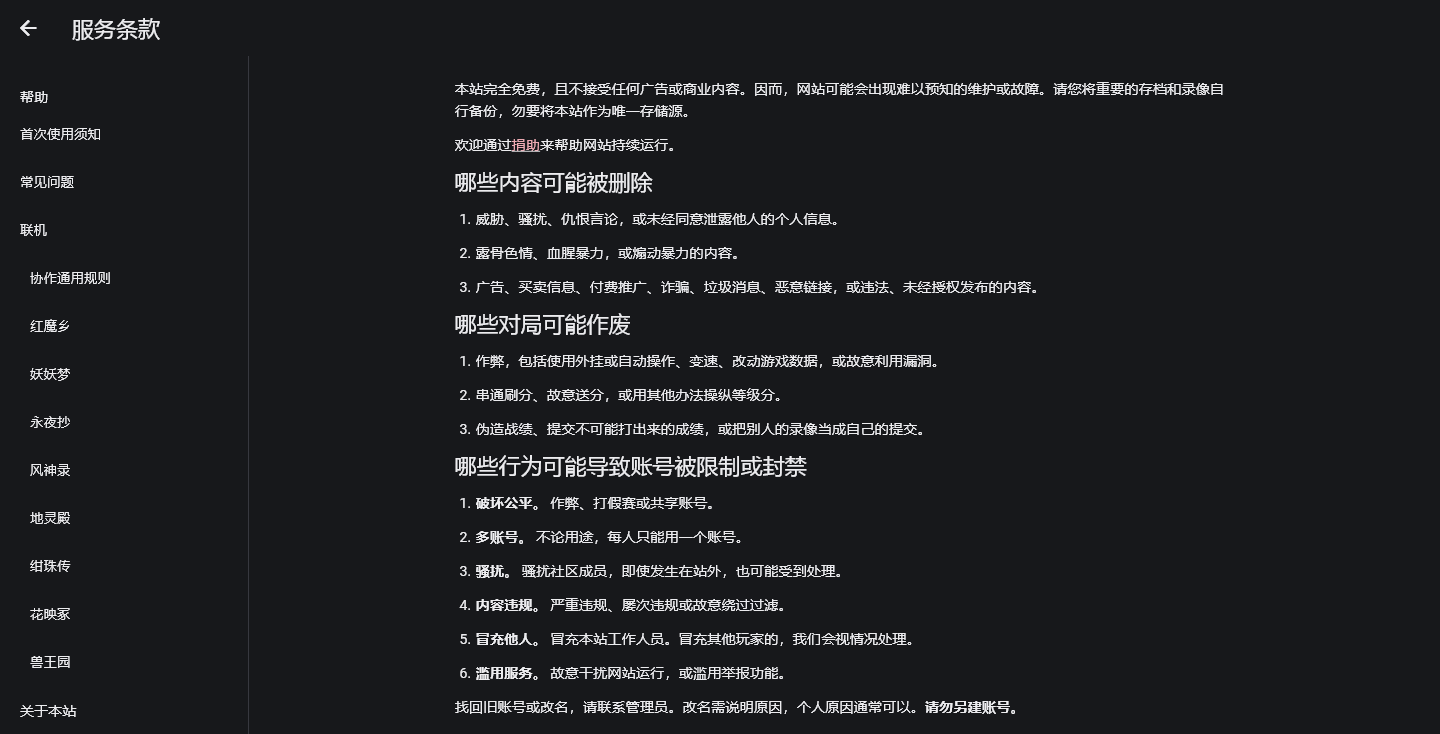 服务条款
帮助
首次使用须知
常见问题
联机
协作通用规则
红魔乡
妖妖梦
永夜抄
风神录
地灵殿
绀珠传
花映冢
兽王园
关于本站
本站完全免费，且不接受任何广告或商业内容。因而，网站可能会出现难以预知的维护或故障。请您将重要的存档和录像自
行备份，勿要将本站作为唯一存储源。
欢迎通过捐助来帮助网站持续运行。
哪些内容可能被删除
1. 威胁、骚扰、仇恨言论，或未经同意泄露他人的个人信息。
2. 露骨色情、血腥暴力，或煽动暴力的内容。
3. 广告、买卖信息、付费推广、诈骗、垃圾消息、恶意链接，或违法、未经授权发布的内容。
哪些对局可能作废
1. 作弊，包括使用外挂或自动操作、变速、改动游戏数据，或故意利用漏洞。
2. 串通刷分、故意送分，或用其他办法操纵等级分。
3. 伪造战绩、提交不可能打出来的成绩，或把别人的录像当成自己的提交。
哪些行为可能导致账号被限制或封禁
1. 破坏公平。 作弊、打假赛或共享账号。
2. 多账号。 不论用途，每人只能用一个账号。
3. 骚扰。 骚扰社区成员，即使发生在站外，也可能受到处理。
4. 内容违规。 严重违规、屡次违规或故意绕过过滤。
5. 冒充他人。 冒充本站工作人员。冒充其他玩家的，我们会视情况处理。
6. 滥用服务。 故意干扰网站运行，或滥用举报功能。
找回旧账号或改名，请联系管理员。改名需说明原因，个人原因通常可以。请勿另建账号。